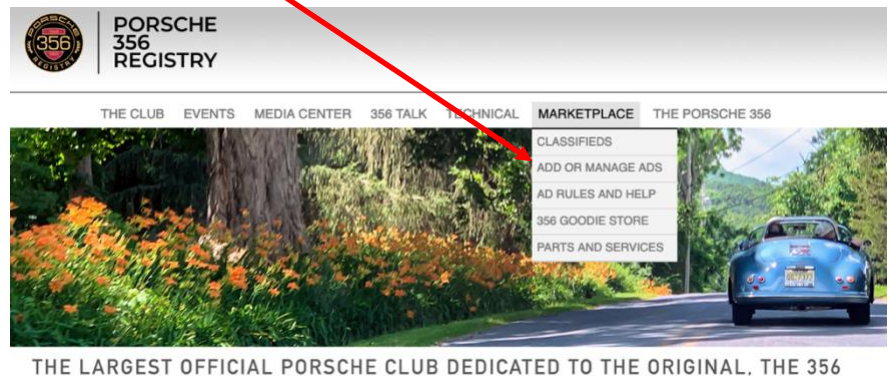 PORSCHE
356
REGISTRY
PORSCHE
356
REGISTRY
THE CLUB EVENTS MEDIA CENTER 356 TALK TECHNICAL MARKETPLACE THE PORSCHE 356
CLASSIFIEDS
ADD OR MANAGE ADS
AD RULES AND HELP
356 GOODIE STORE
PARTS AND SERVICES
THE LARGEST OFFICIAL PORSCHE CLUB DEDICATED TO THE ORIGINAL, THE 356